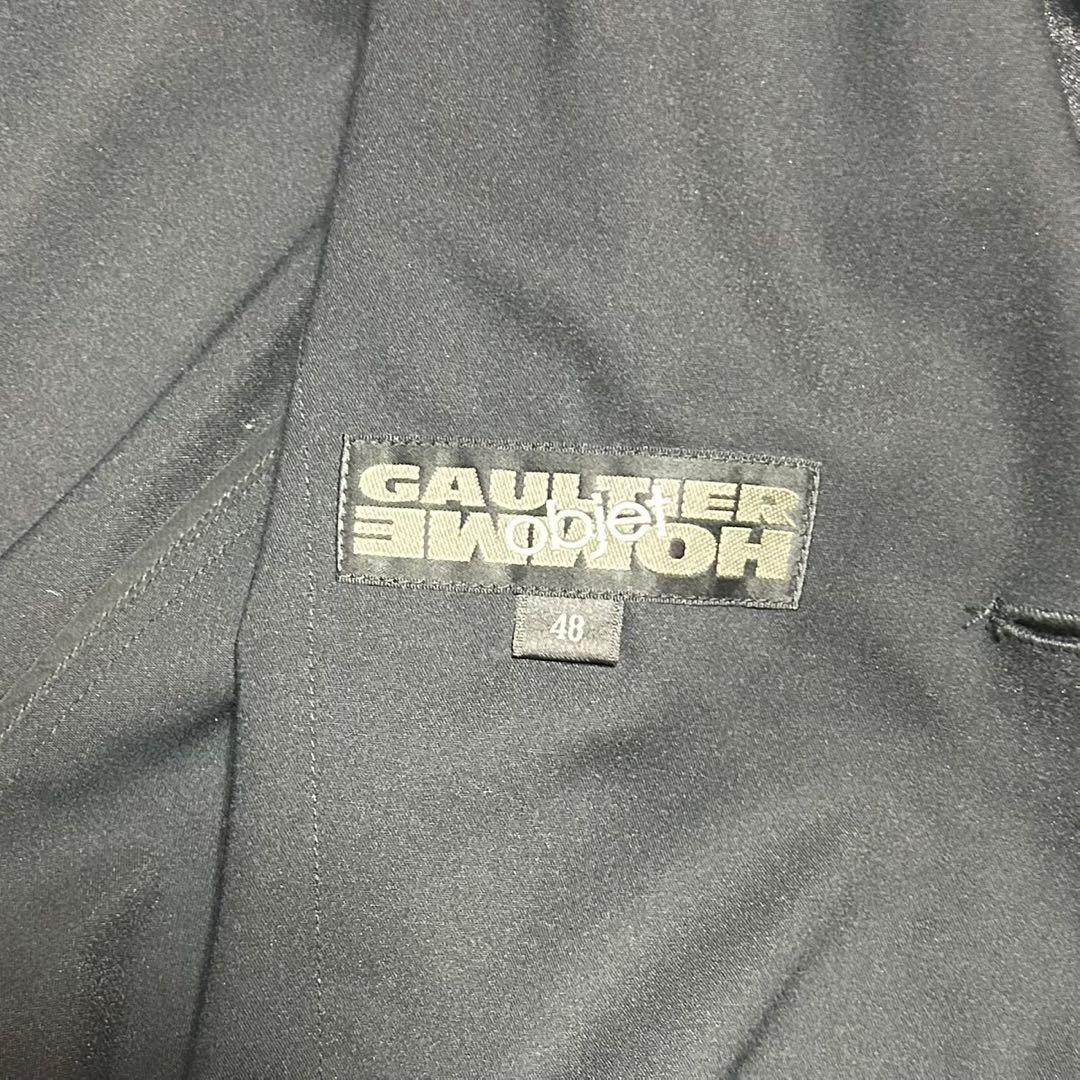 GAULTIER
objet
HOMME
48